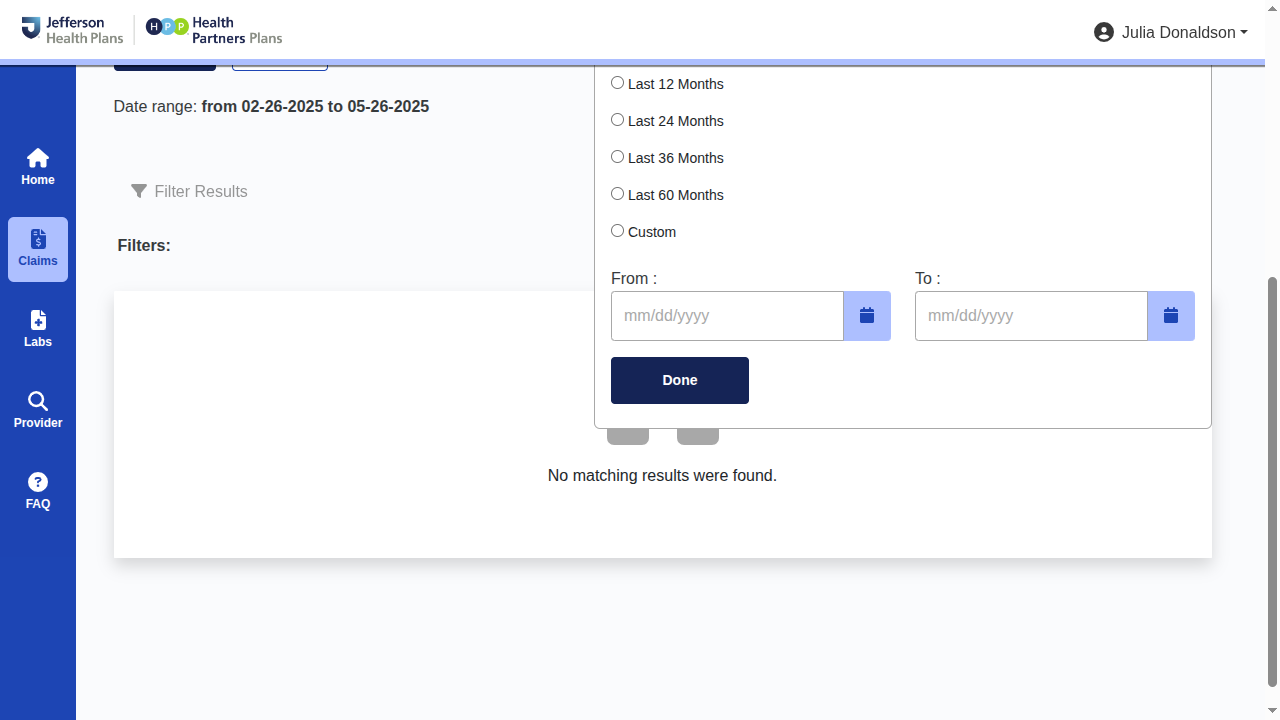 Jefferson
Health Plans
H P P
Health
Partners Plans
Julia Donaldson
Home
Claims
Labs
Provider
FAQ
Date range: from 02-26-2025 to 05-26-2025
Filter Results
Filters:
Last 12 Months
Last 24 Months
Last 36 Months
Last 60 Months
Custom
From :
To :
mm/dd/yyyy
mm/dd/yyyy
Done
No matching results were found.